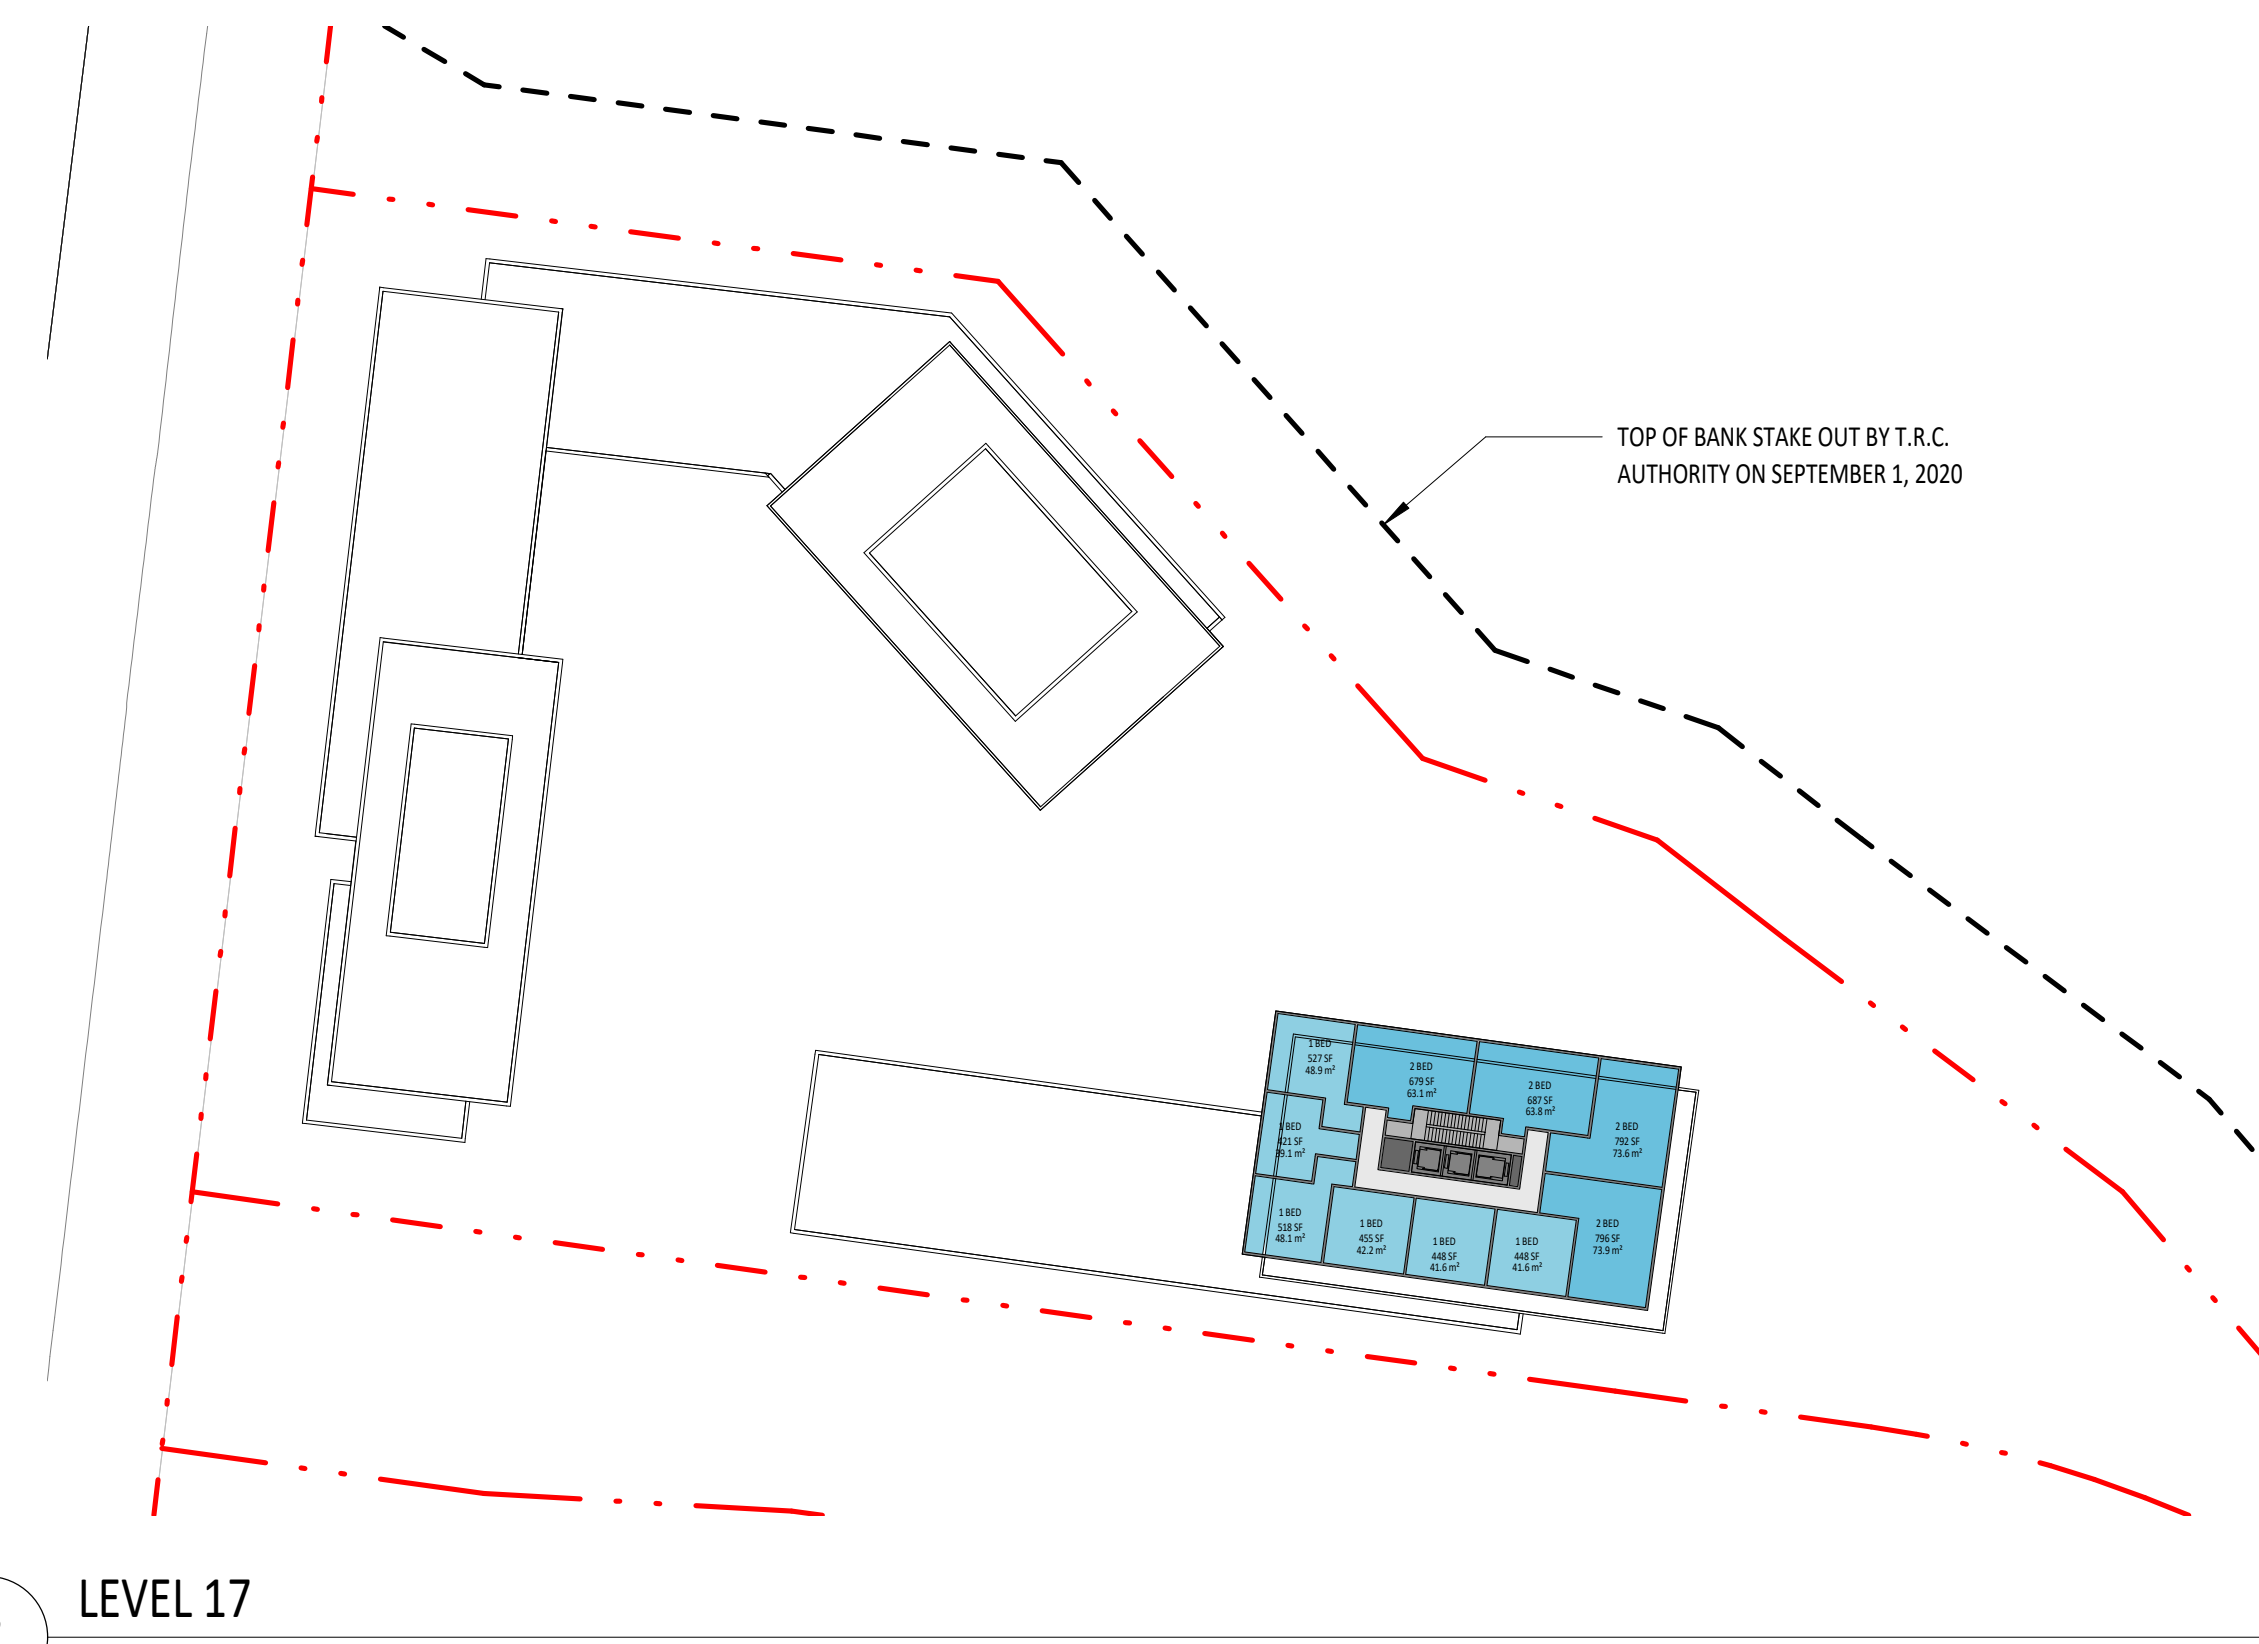 TOP OF BANK STAKE OUT BY T.R.C.
AUTHORITY ON SEPTEMBER 1, 2020
1 BED
527 SF
48.9 m²
2 BED
679 SF
63.1 m²
2 BED
687 SF
63.8 m²
2 BED
792 SF
73.6 m²
1 BED
421 SF
39.1 m²
1 BED
518 SF
48.1 m²
1 BED
455 SF
42.2 m²
1 BED
448 SF
41.6 m²
1 BED
448 SF
41.6 m²
2 BED
796 SF
73.9 m²
LEVEL 17